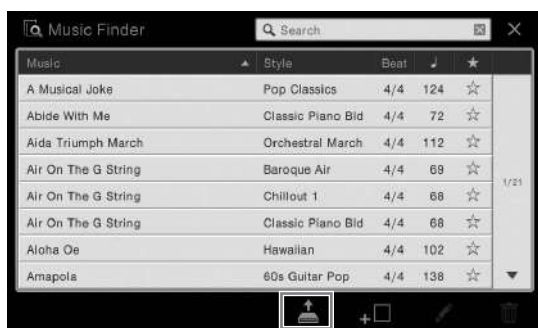 Music Finder Search
Music Style Beat ♩ ★
A Musical Joke Pop Classics 4/4 124 ☆
Abide With Me Classic Piano Bld 4/4 72 ☆
Aida Triumph March Orchestral March 4/4 112 ☆
Air On The G String Baroque Air 4/4 69 ☆
Air On The G String Chillout 1 4/4 68 ☆
Air On The G String Classic Piano Bld 4/4 68 ☆
Aloha Oe Hawaiian 4/4 102 ☆
Amapola 60s Guitar Pop 4/4 138 ☆
1/21